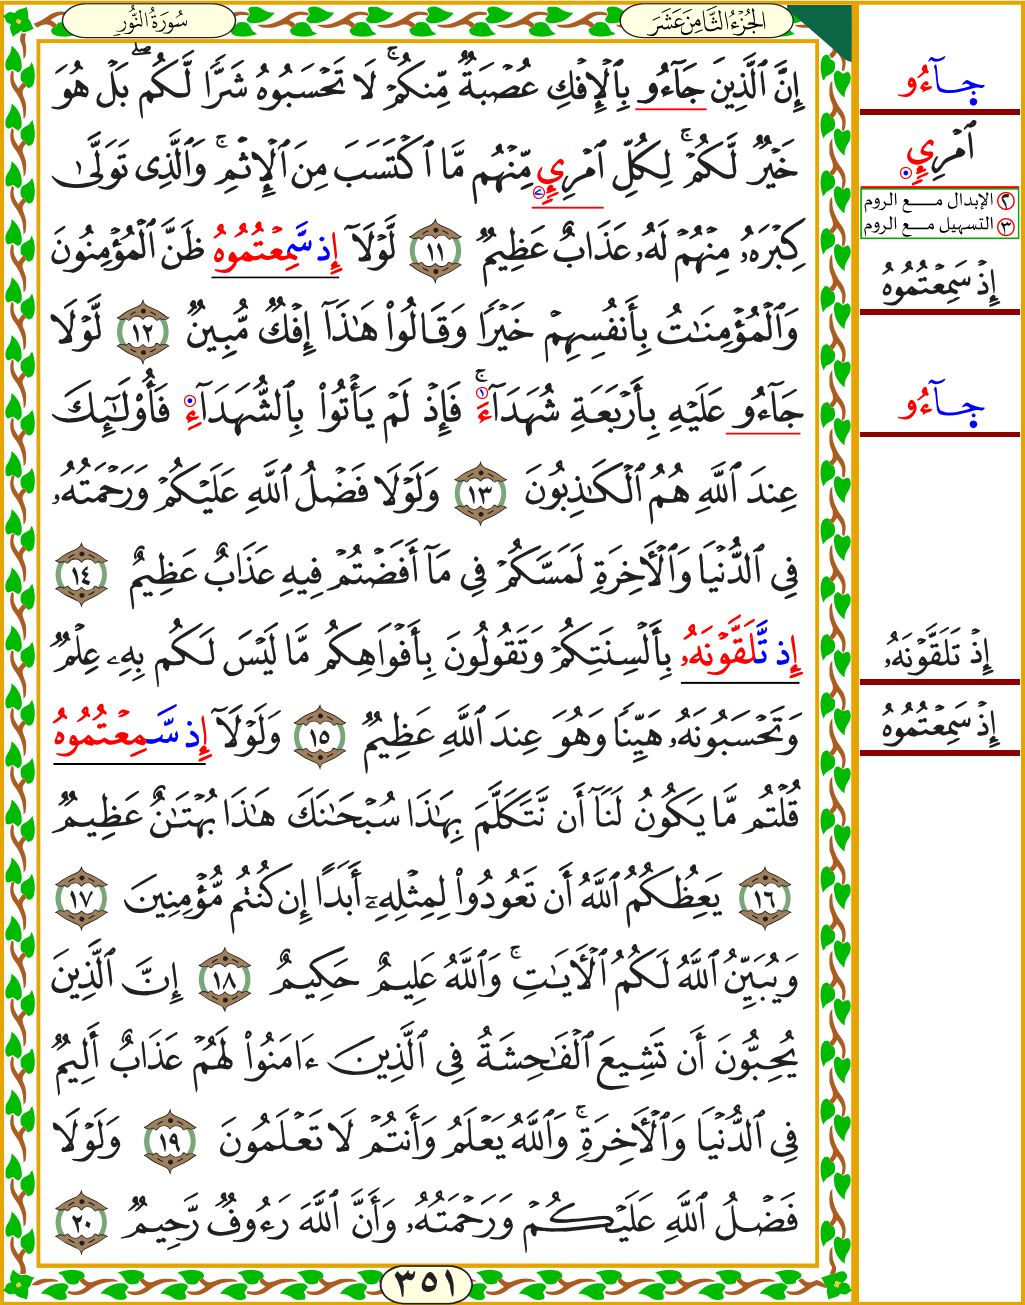 سُورَةُ النُّور
الجُزْءُ الثَّامِنَ عَشَرَ
إِنَّ ٱلَّذِينَ جَآءُو بِٱلۡإِفۡكِ عُصۡبَةٞ مِّنكُمۡۚ لَا تَحۡسَبُوهُ شَرّٗا لَّكُمۖ بَلۡ هُوَ
خَيۡرٞ لَّكُمۡۚ لِكُلِّ ٱمۡرِيٕٖ مِّنۡهُم مَّا ٱكۡتَسَبَ مِنَ ٱلۡإِثۡمِۚ وَٱلَّذِي تَوَلَّىٰ
كِبۡرَهُۥ مِنۡهُمۡ لَهُۥ عَذَابٌ عَظِيمٞ ١١ لَّوۡلَآ إِذ سَّمِعۡتُمُوهُ ظَنَّ ٱلۡمُؤۡمِنُونَ
وَٱلۡمُؤۡمِنَٰتُ بِأَنفُسِهِمۡ خَيۡرٗا وَقَالُواْ هَٰذَآ إِفۡكٞ مُّبِينٞ ١٢ لَّوۡلَا
جَآءُو عَلَيۡهِ بِأَرۡبَعَةِ شُهَدَآءَۚ فَإِذۡ لَمۡ يَأۡتُواْ بِٱلشُّهَدَآءِ فَأُوْلَٰٓئِكَ
عِندَ ٱللَّهِ هُمُ ٱلۡكَٰذِبُونَ ١٣ وَلَوۡلَا فَضۡلُ ٱللَّهِ عَلَيۡكُمۡ وَرَحۡمَتُهُۥ
فِي ٱلدُّنۡيَا وَٱلۡأٓخِرَةِ لَمَسَّكُمۡ فِي مَآ أَفَضۡتُمۡ فِيهِ عَذَابٌ عَظِيمٌ ١٤
إِذ تَّلَقَّوۡنَهُۥ بِأَلۡسِنَتِكُمۡ وَتَقُولُونَ بِأَفۡوَاهِكُم مَّا لَيۡسَ لَكُم بِهِۦ عِلۡمٞ
وَتَحۡسَبُونَهُۥ هَيِّنٗا وَهُوَ عِندَ ٱللَّهِ عَظِيمٞ ١٥ وَلَوۡلَآ إِذ سَّمِعۡتُمُوهُ
قُلۡتُم مَّا يَكُونُ لَنَآ أَن نَّتَكَلَّمَ بِهَٰذَا سُبۡحَٰنَكَ هَٰذَا بُهۡتَٰنٌ عَظِيمٞ
١٦ يَعِظُكُمُ ٱللَّهُ أَن تَعُودُواْ لِمِثۡلِهِۦٓ أَبَدًا إِن كُنتُم مُّؤۡمِنِينَ ١٧
وَيُبَيِّنُ ٱللَّهُ لَكُمُ ٱلۡأٓيَٰتِۚ وَٱللَّهُ عَلِيمٌ حَكِيمٌ ١٨ إِنَّ ٱلَّذِينَ
يُحِبُّونَ أَن تَشِيعَ ٱلۡفَٰحِشَةُ فِي ٱلَّذِينَ ءَامَنُواْ لَهُمۡ عَذَابٌ أَلِيمٞ
فِي ٱلدُّنۡيَا وَٱلۡأٓخِرَةِۚ وَٱللَّهُ يَعۡلَمُ وَأَنتُمۡ لَا تَعۡلَمُونَ ١٩ وَلَوۡلَا
فَضۡلُ ٱللَّهِ عَلَيۡكُمۡ وَرَحۡمَتُهُۥ وَأَنَّ ٱللَّهَ رَءُوفٞ رَّحِيمٞ ٢٠
٣٥١
جَآءُو
ٱمۡرِيٕ
٢ الإبدال مع الروم
٣ التسهيل مع الروم
إِذۡ سَمِعۡتُمُوهُ
جَآءُو
إِذۡ تَلَقَّوۡنَهُۥ
إِذۡ سَمِعۡتُمُوهُ